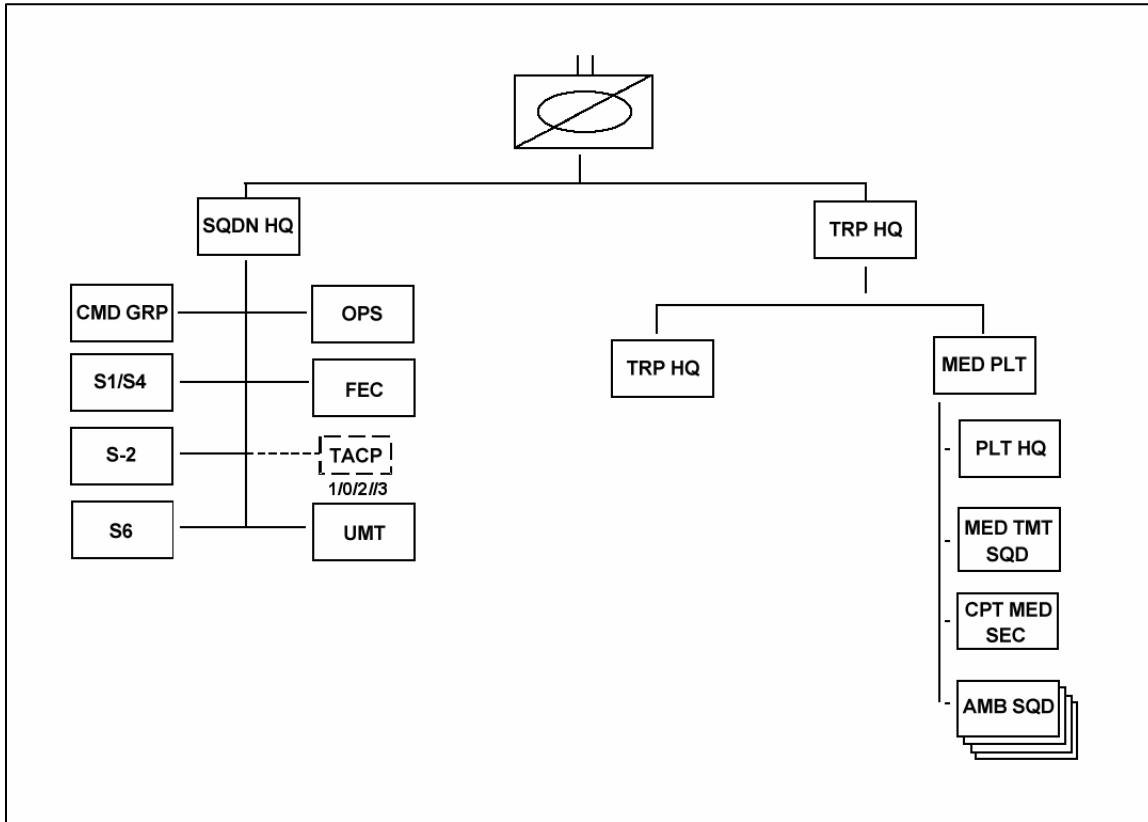 SQDN HQ
TRP HQ
CMD GRP
OPS
S1/S4
FEC
S-2
TACP
1/0/2//3
S6
UMT
TRP HQ
MED PLT
PLT HQ
MED TMT
SQD
CPT MED
SEC
AMB SQD